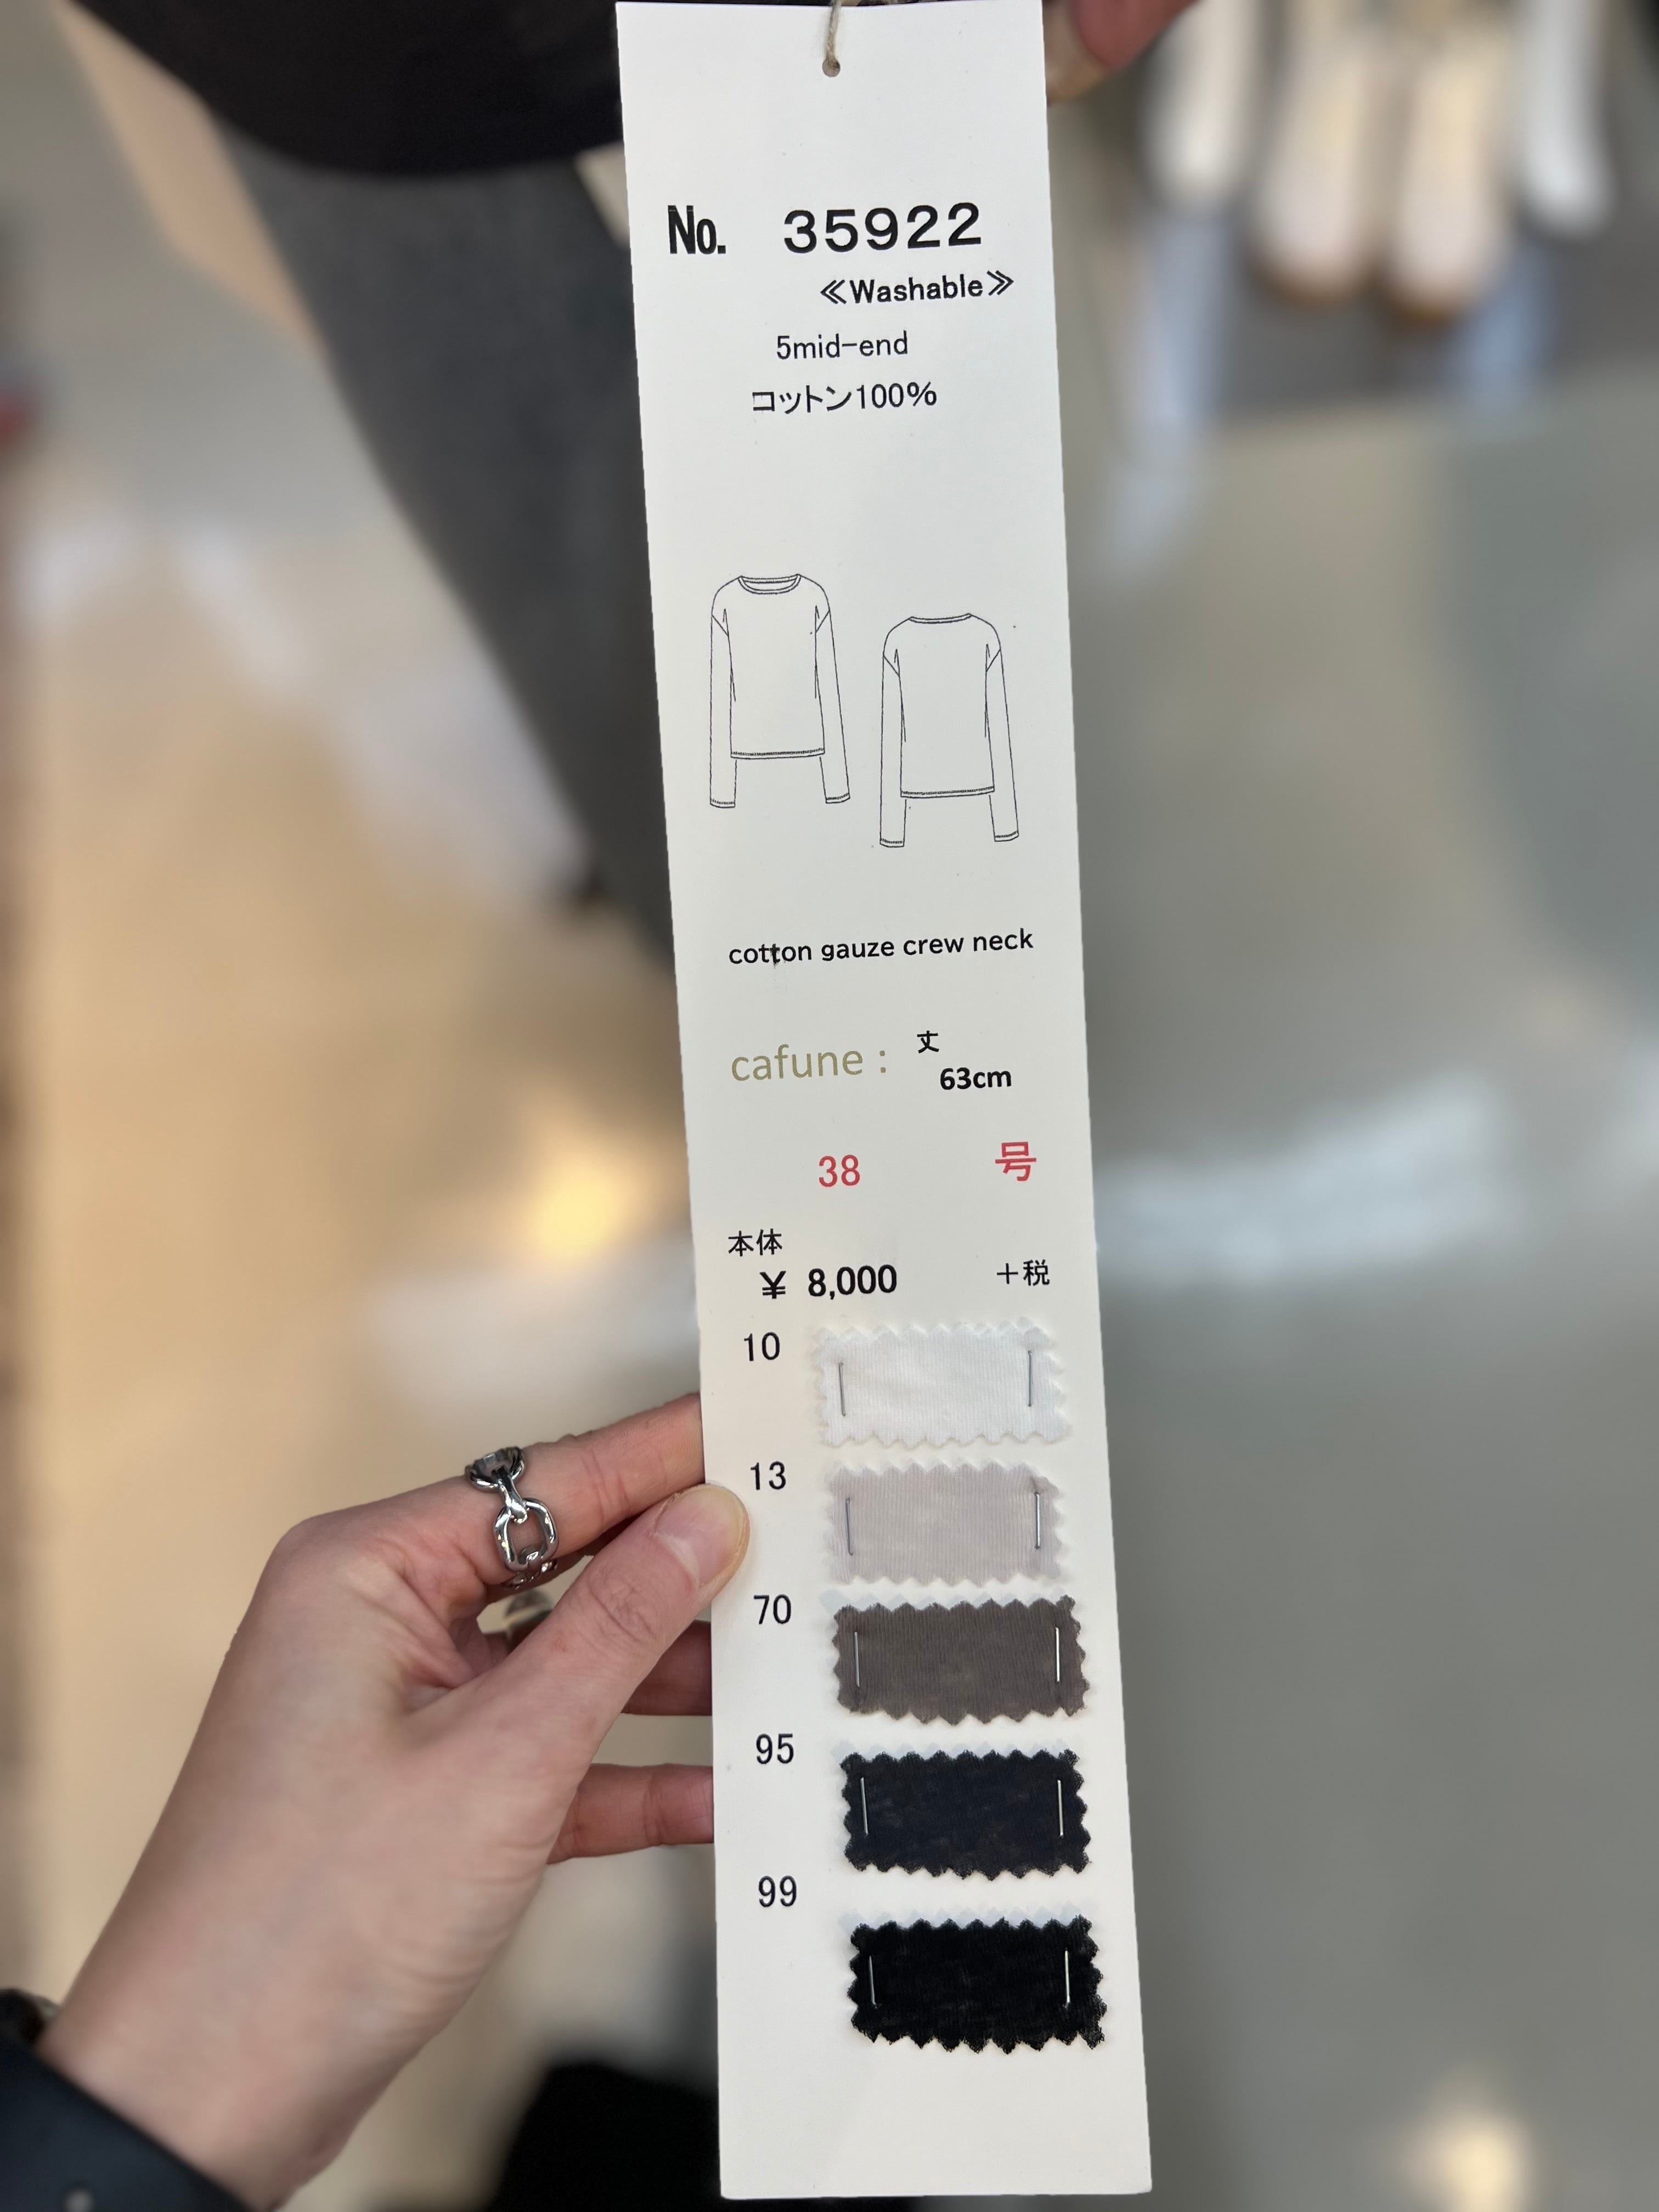 No. 35922
≪Washable≫
5mid-end
コットン100%
cotton gauze crew neck
cafune : 丈
63cm
38 号
本体
¥ 8,000 +税
10
13
70
95
99